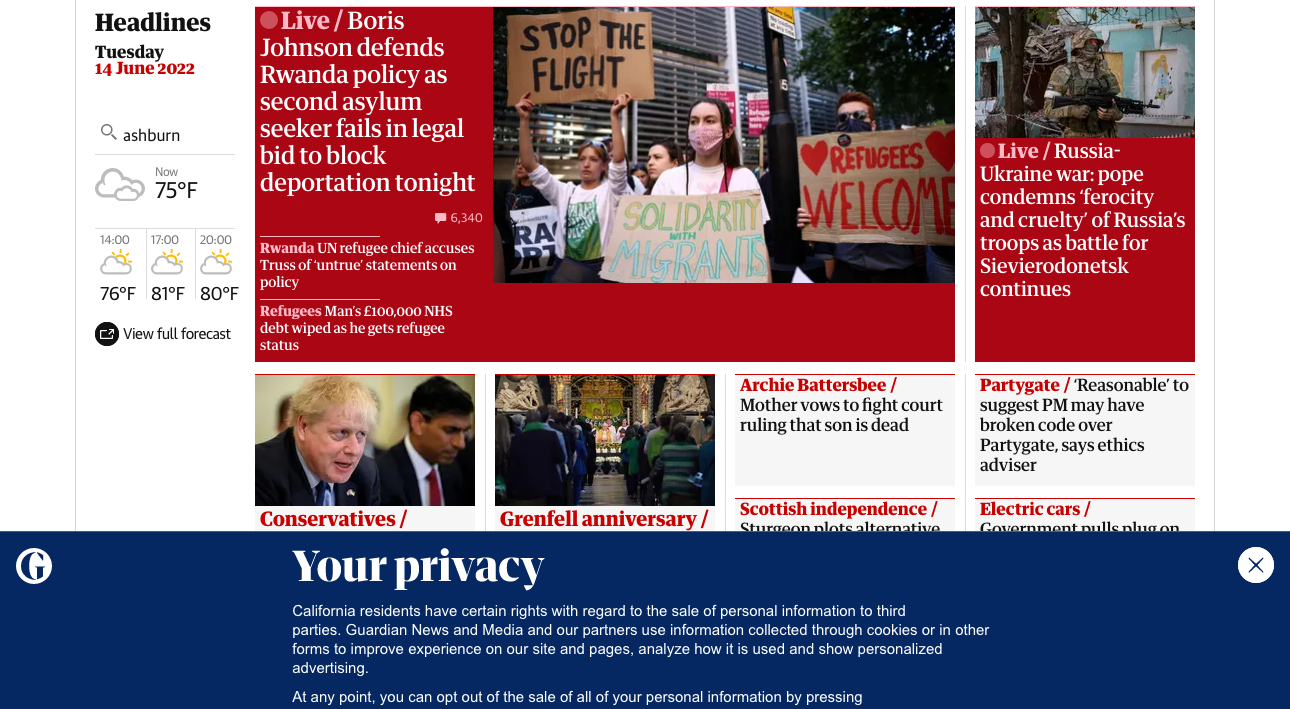 Headlines
Tuesday
14 June 2022
ashburn
Now
75°F
14:00
17:00
20:00
76°F
81°F
80°F
View full forecast
Live / Boris
Johnson defends
Rwanda policy as
second asylum
seeker fails in legal
bid to block
deportation tonight
6,340
Rwanda UN refugee chief accuses
Truss of ‘untrue’ statements on
policy
Refugees Man’s £100,000 NHS
debt wiped as he gets refugee
status
STOP THE
FLIGHT
SOLIDARITY
WITH
MIGRANTS
REFUGEES
WELCOME
Live / Russia-
Ukraine war: pope
condemns ‘ferocity
and cruelty’ of Russia’s
troops as battle for
Sievierodonetsk
continues
Conservatives /
Grenfell anniversary /
Archie Battersbee /
Mother vows to fight court
ruling that son is dead
Scottish independence /
Sturgeon plots alternative
Partygate / ‘Reasonable’ to
suggest PM may have
broken code over
Partygate, says ethics
adviser
Electric cars /
Government pulls plug on
G
Your privacy
California residents have certain rights with regard to the sale of personal information to third
parties. Guardian News and Media and our partners use information collected through cookies or in other
forms to improve experience on our site and pages, analyze how it is used and show personalized
advertising.
At any point, you can opt out of the sale of all of your personal information by pressing